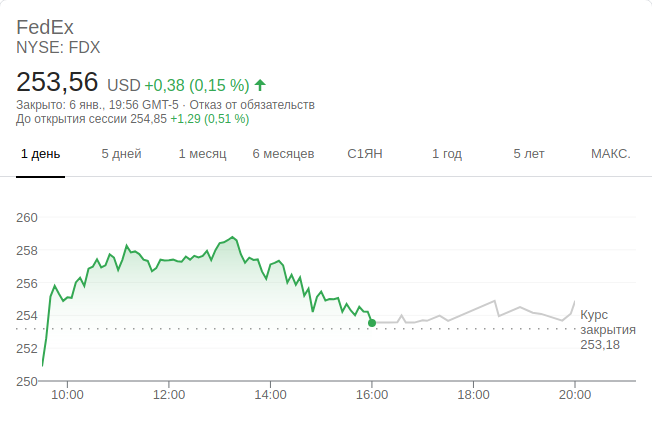 FedEx
NYSE: FDX
253,56 USD +0,38 (0,15 %)
Закрыто: 6 янв., 19:56 GMT-5 · Отказ от обязательств
До открытия сессии 254,85 +1,29 (0,51 %)
1 день 5 дней 1 месяц 6 месяцев С1ЯН 1 год 5 лет МАКС.
260
258
256
254
252
250
Курс
закрытия
253,18
10:00 12:00 14:00 16:00 18:00 20:00